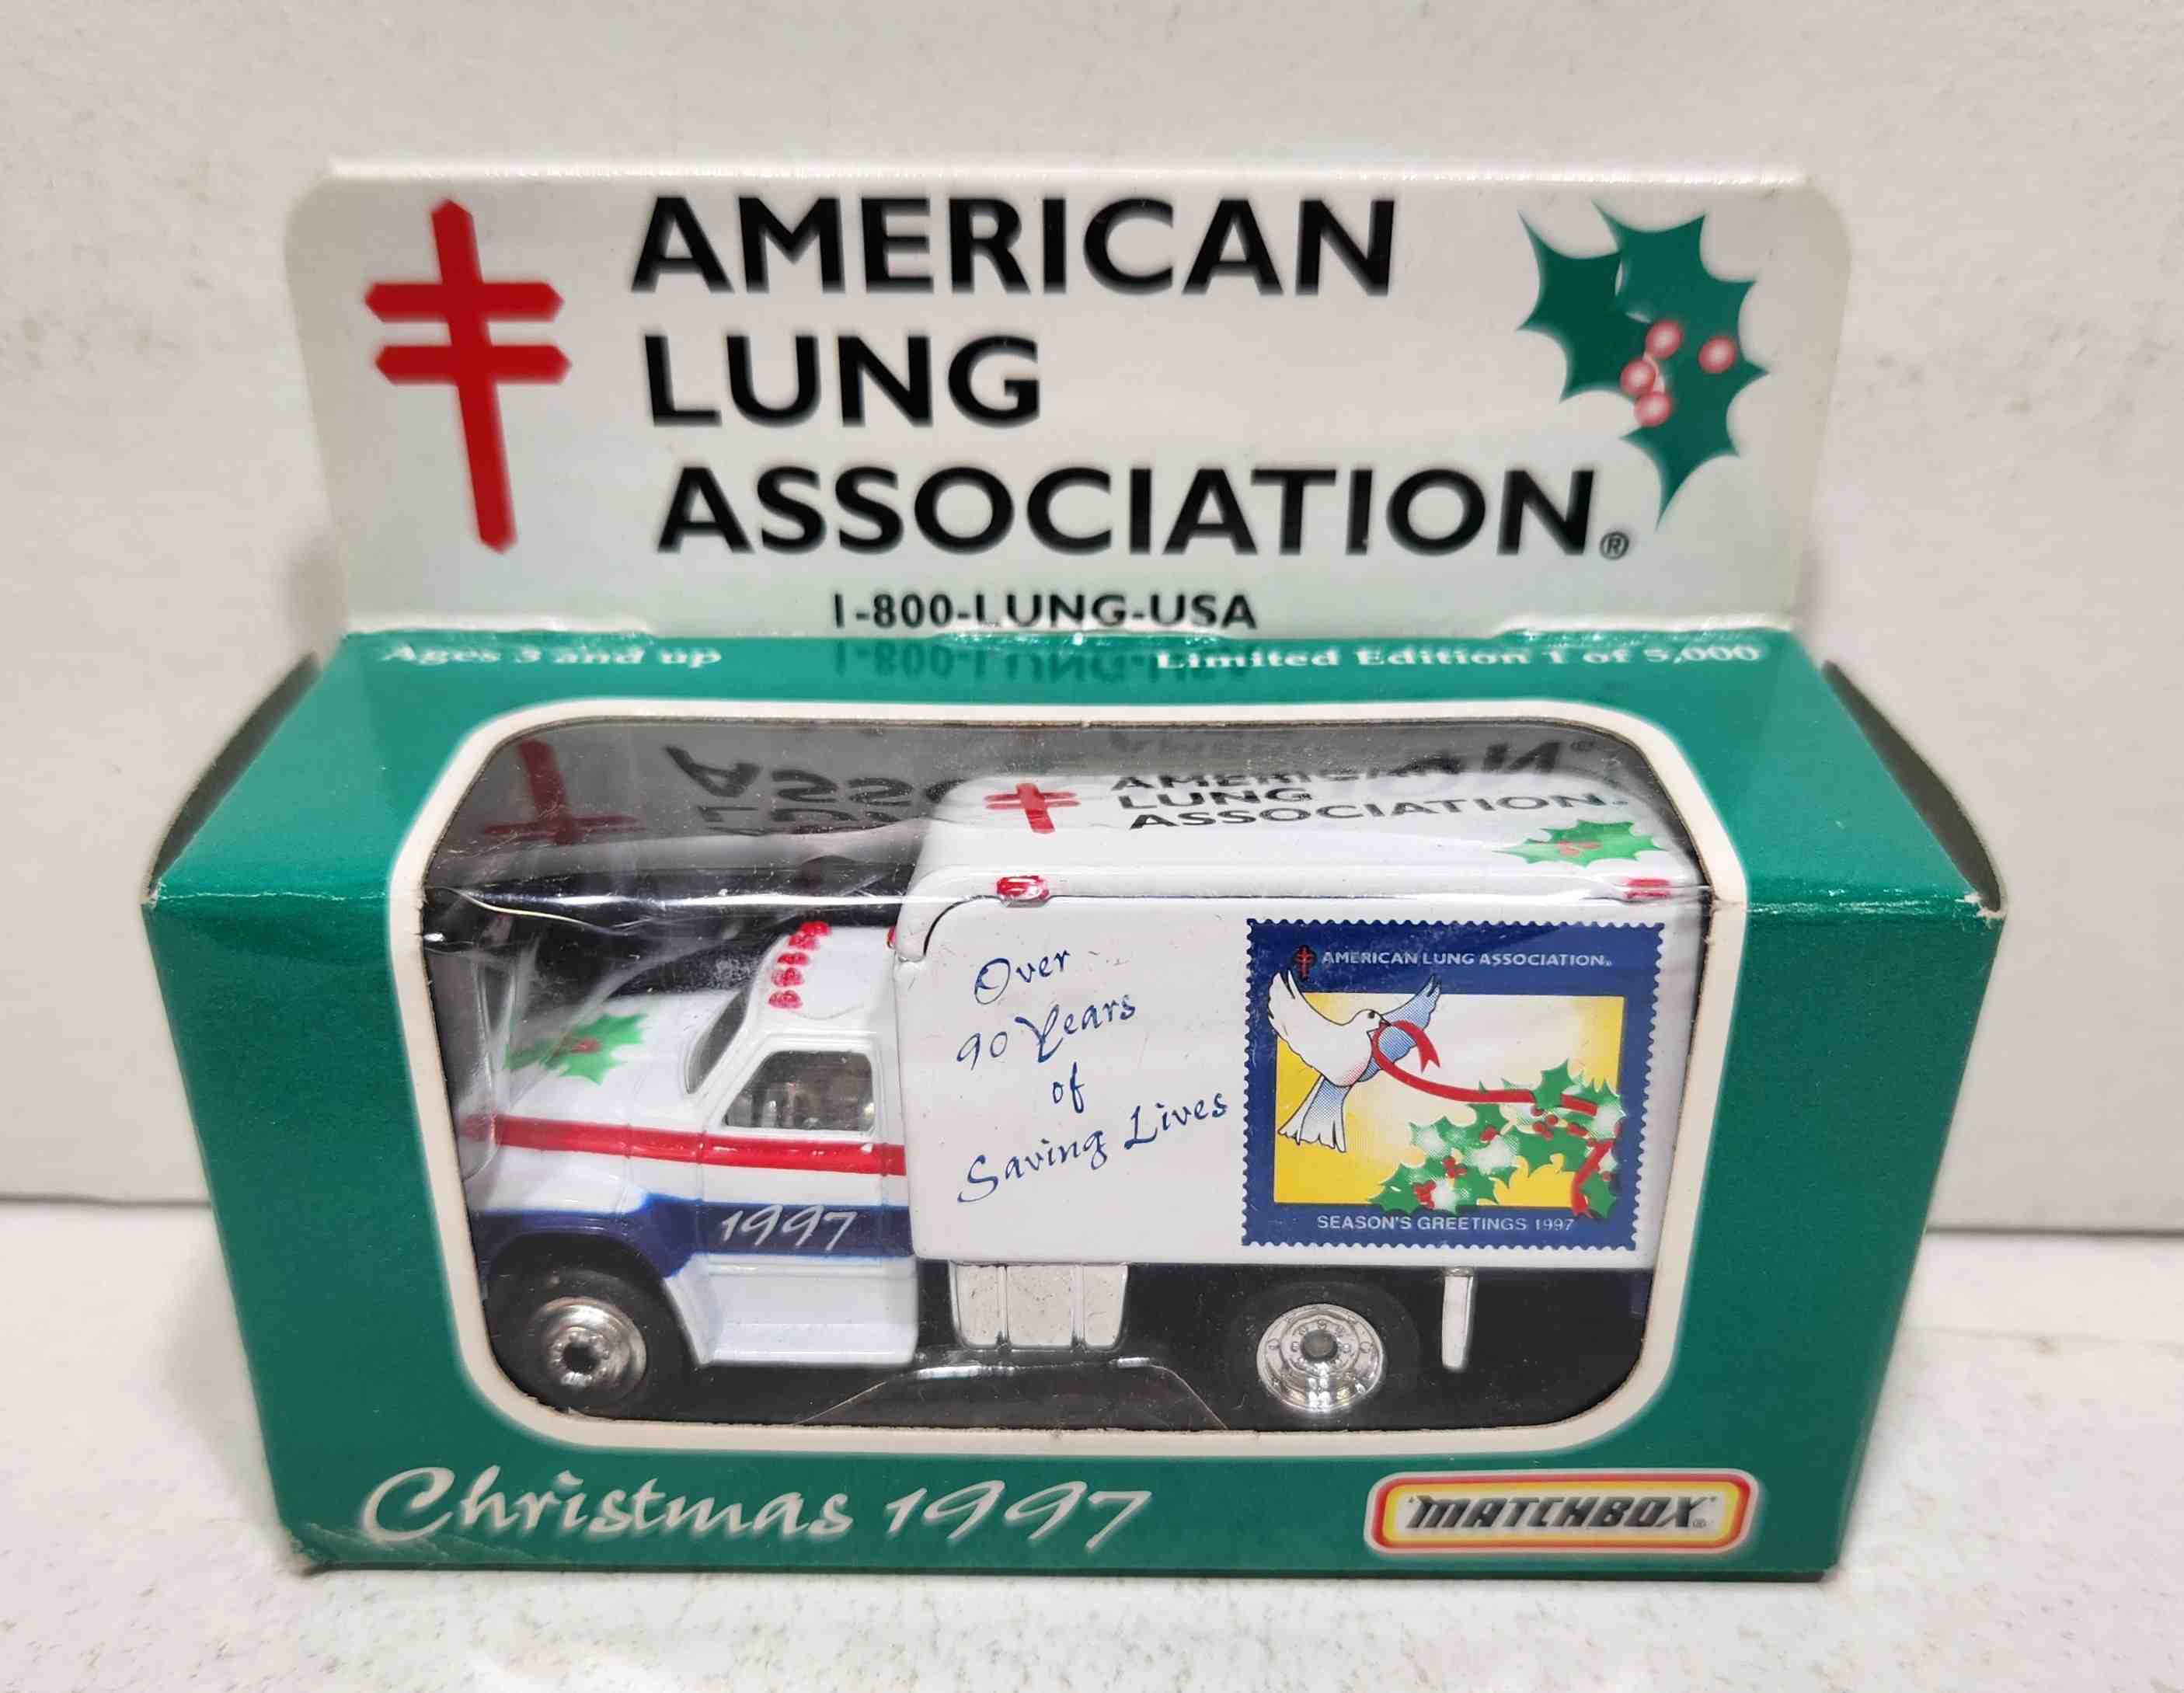 AMERICAN
LUNG
ASSOCIATION®
1-800-LUNG-USA
Ages 3 and up
Limited Edition 1 of 5,000
AMERICAN
LUNG
ASSOCIATION
Over
90 Years
of
Saving Lives
AMERICAN LUNG ASSOCIATION®
SEASON'S GREETINGS 1997
1997
Christmas 1997
MATCHBOX®